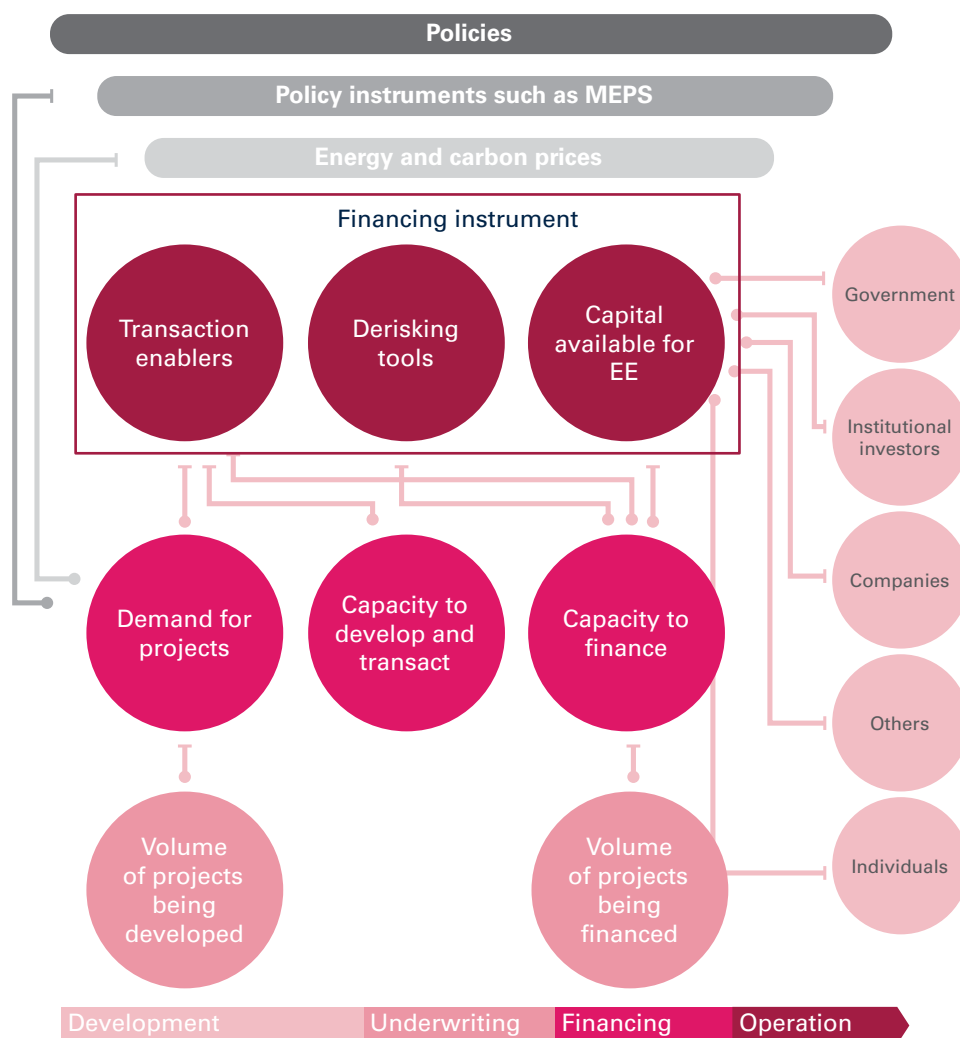 Policies
Policy instruments such as MEPS
Energy and carbon prices
Financing instrument
Transaction
enablers
Derisking
tools
Capital
available for
EE
Government
Institutional
investors
Companies
Others
Individuals
Demand for
projects
Capacity to
develop and
transact
Capacity to
finance
Volume
of projects
being
developed
Volume
of projects
being
financed
Development
Underwriting
Financing
Operation